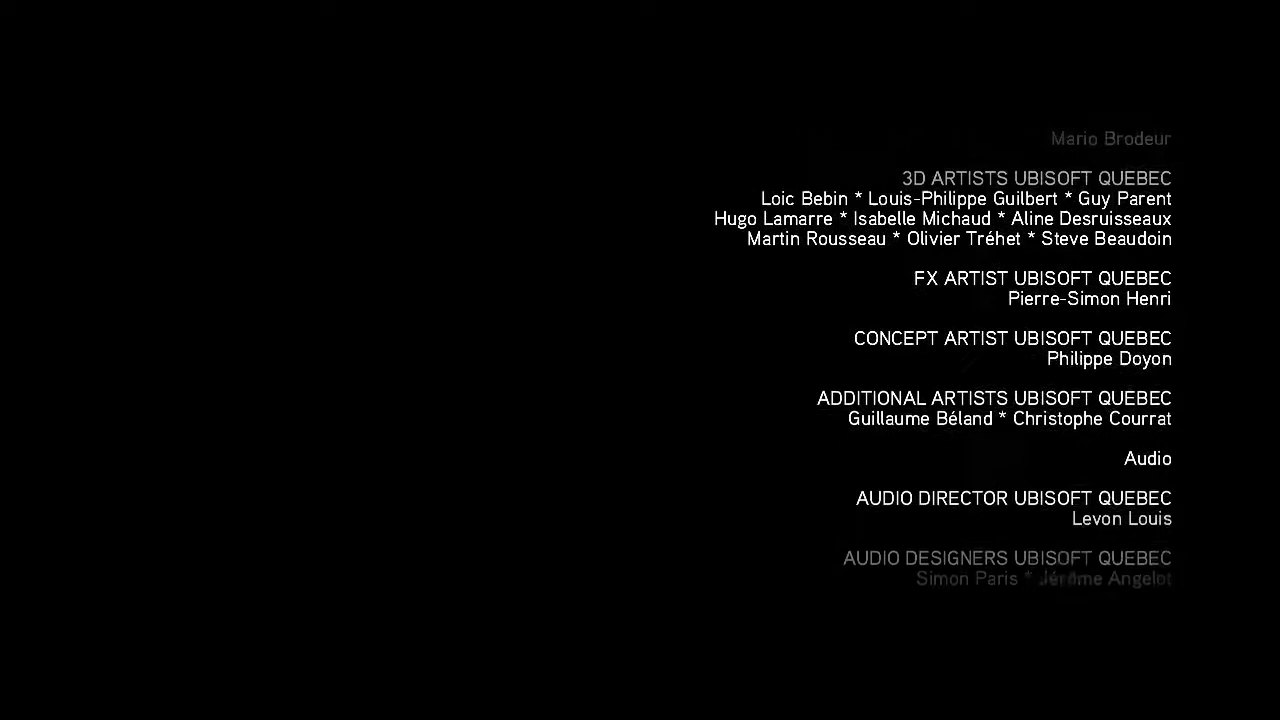 Mario Brodeur
3D ARTISTS UBISOFT QUEBEC
Loic Bebin * Louis-Philippe Guilbert * Guy Parent
Hugo Lamarre * Isabelle Michaud * Aline Desruisseaux
Martin Rousseau * Olivier Tréhet * Steve Beaudoin
FX ARTIST UBISOFT QUEBEC
Pierre-Simon Henri
CONCEPT ARTIST UBISOFT QUEBEC
Philippe Doyon
ADDITIONAL ARTISTS UBISOFT QUEBEC
Guillaume Béland * Christophe Courrat
Audio
AUDIO DIRECTOR UBISOFT QUEBEC
Levon Louis
AUDIO DESIGNERS UBISOFT QUEBEC
Simon Paris * Jérôme Angelot